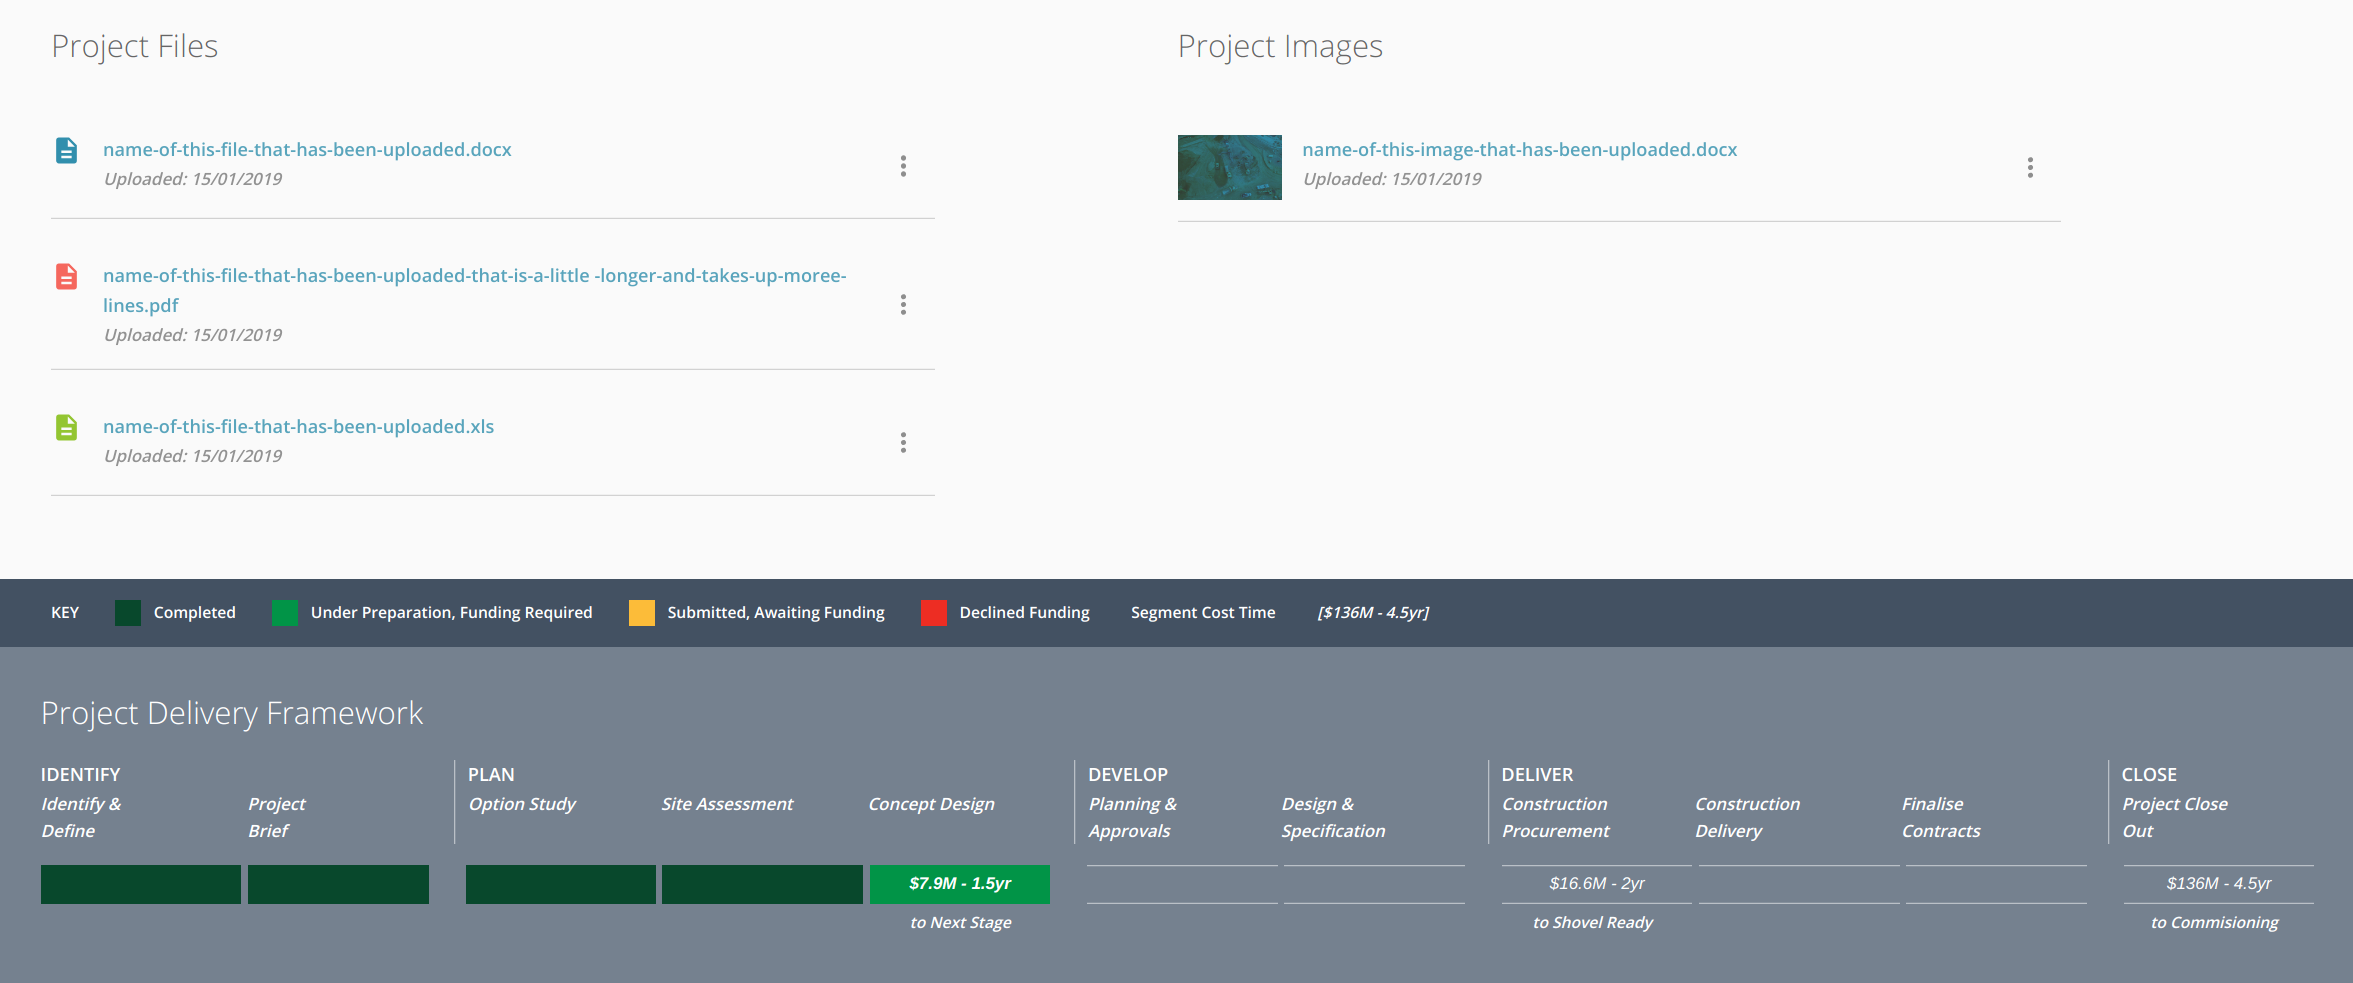 Project Files
name-of-this-file-that-has-been-uploaded.docx
Uploaded: 15/01/2019
name-of-this-file-that-has-been-uploaded-that-is-a-little -longer-and-takes-up-moree-
lines.pdf
Uploaded: 15/01/2019
name-of-this-file-that-has-been-uploaded.xls
Uploaded: 15/01/2019
Project Images
name-of-this-image-that-has-been-uploaded.docx
Uploaded: 15/01/2019
KEY Completed Under Preparation, Funding Required Submitted, Awaiting Funding Declined Funding Segment Cost Time [$136M - 4.5yr]
Project Delivery Framework
IDENTIFY
Identify &
Define
Project
Brief
PLAN
Option Study
Site Assessment
Concept Design
DEVELOP
Planning &
Approvals
Design &
Specification
DELIVER
Construction
Procurement
Construction
Delivery
Finalise
Contracts
CLOSE
Project Close
Out
$7.9M - 1.5yr
to Next Stage
$16.6M - 2yr
to Shovel Ready
$136M - 4.5yr
to Commisioning